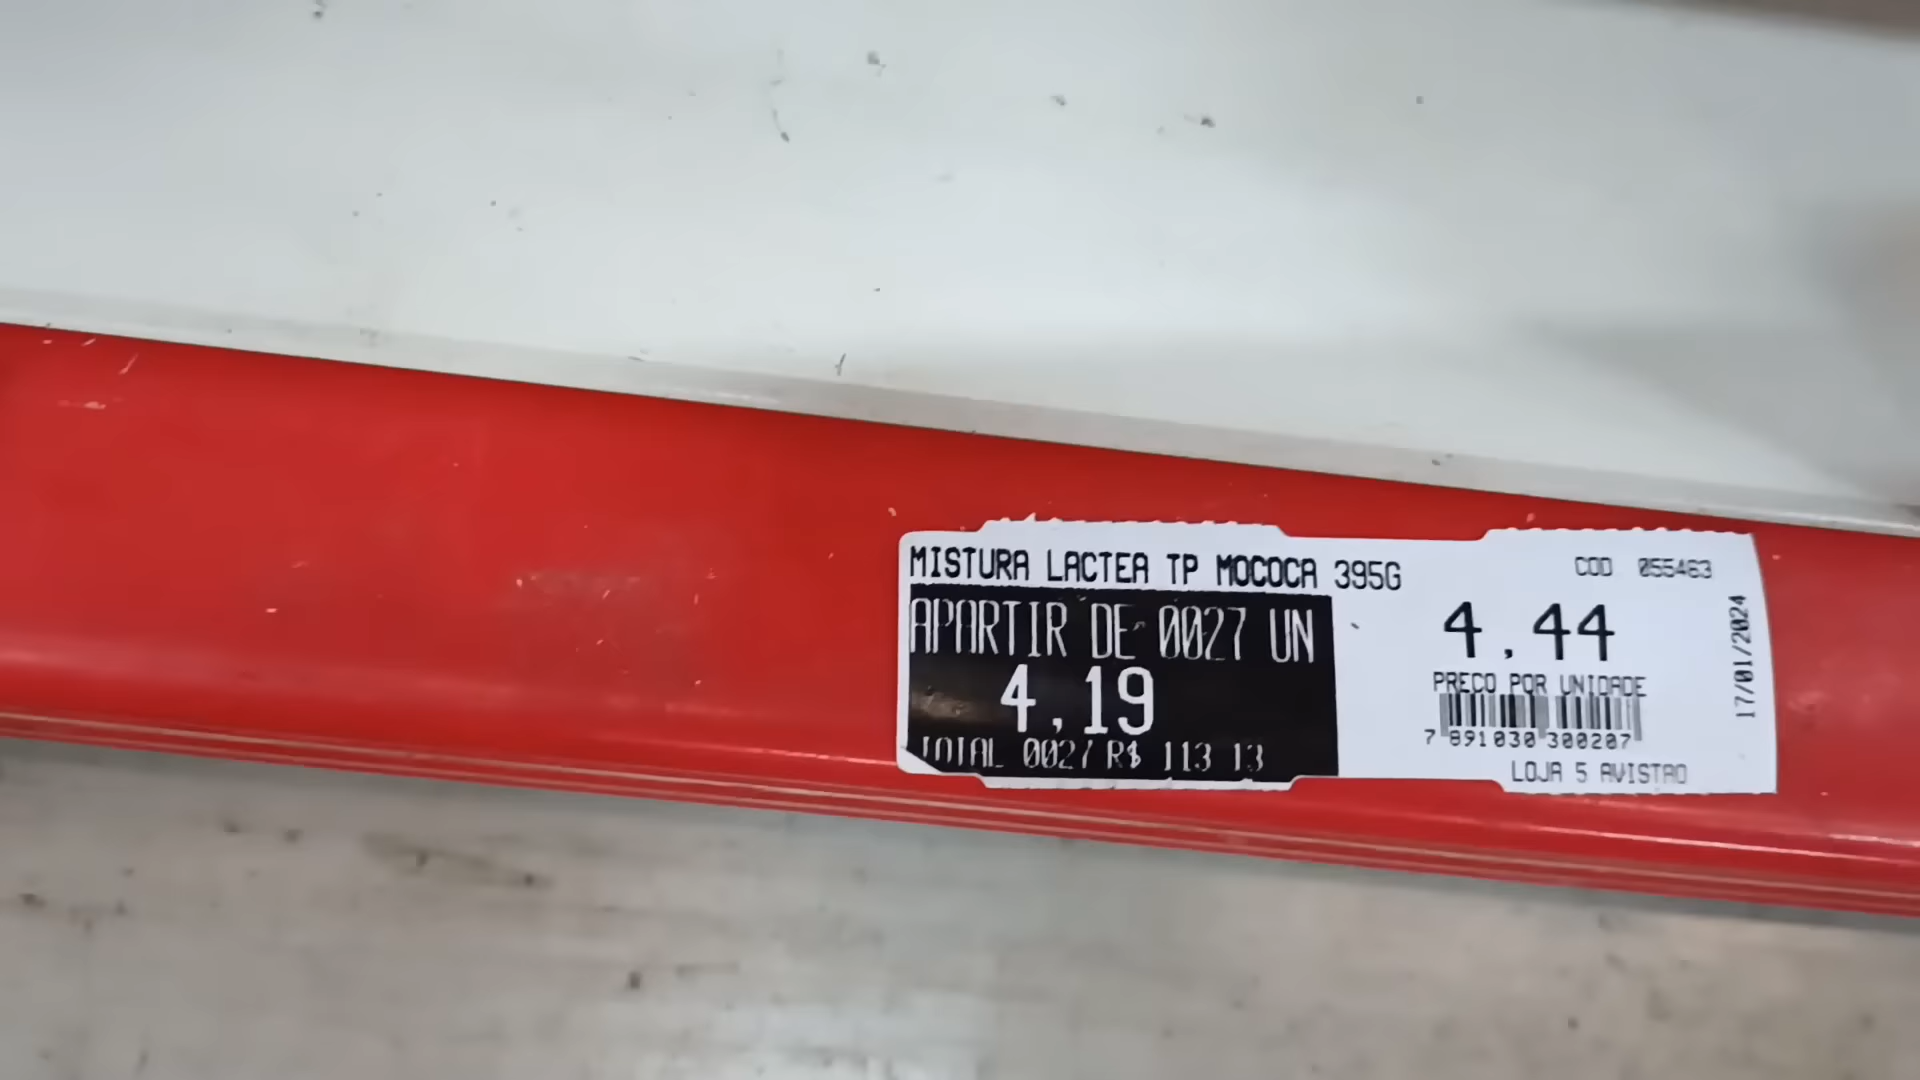 MISTURA LACTEA TP MOCOCA 395G
COD 055463
APARTIR DE 0027 UN
4,19
TOTAL 0027 R$ 113 13
4,44
PRECO POR UNIDADE
7 891030 300207
LOJA 5 AVISTAO
17/01/2024